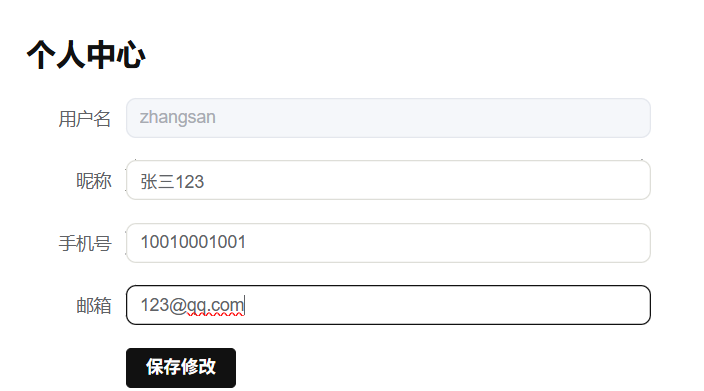 个人中心
用户名 zhangsan
昵称 张三123
手机号 10010001001
邮箱 123@qq.com
保存修改